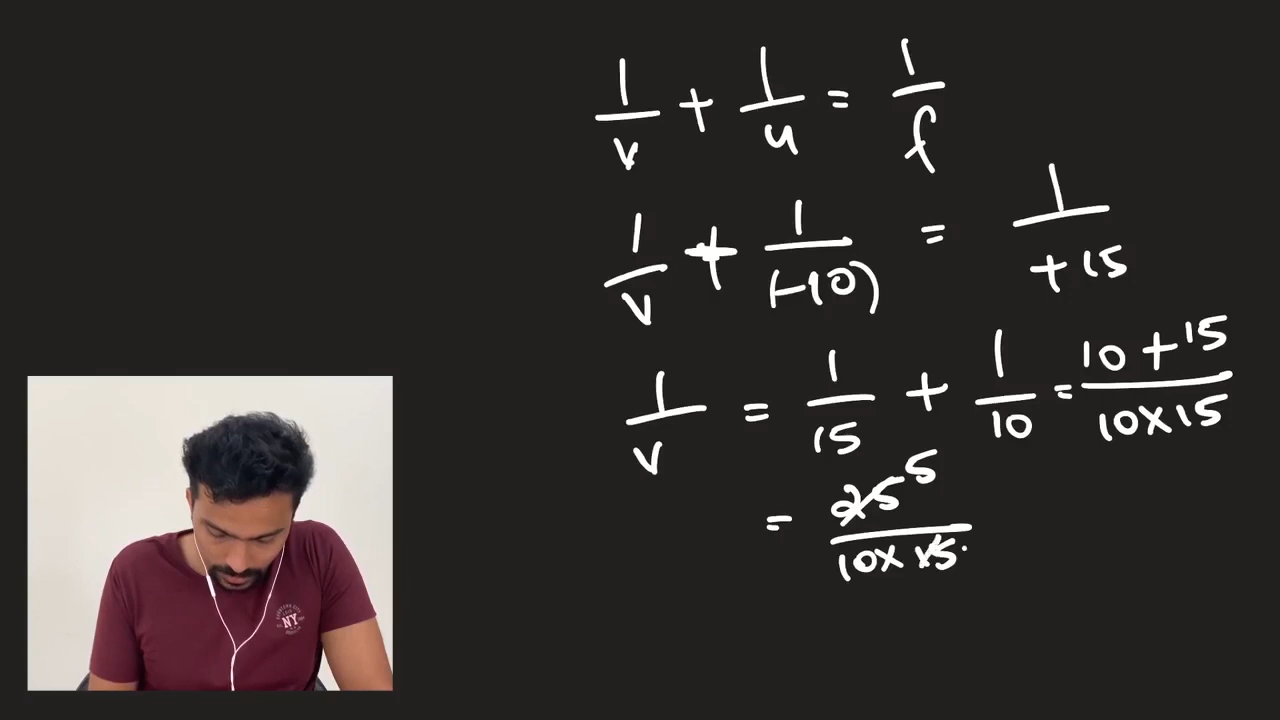 1/v + 1/u = 1/f
1/v + 1/(-10) = 1/+15
1/v = 1/15 + 1/10 = 10 + 15/10 x 15
= 25 5/10 x 15
NY